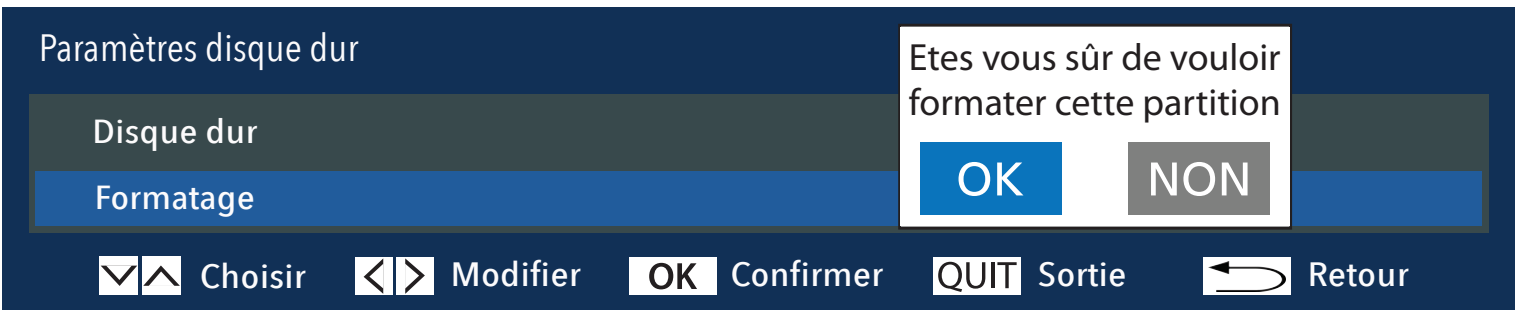 Paramètres disque dur
Etes vous sûr de vouloir
formater cette partition
OK NON
Disque dur
Formatage
Choisir Modifier OK Confirmer QUIT Sortie Retour